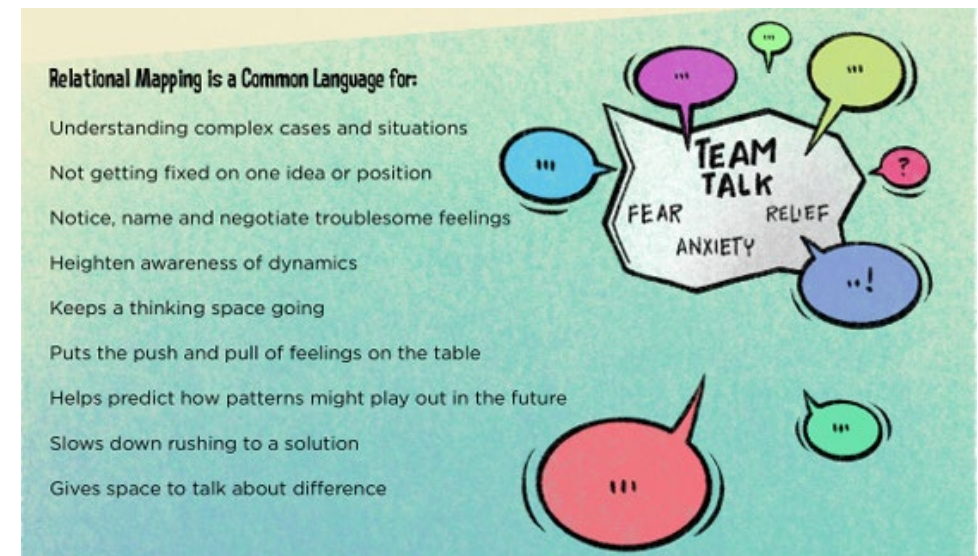 Relational Mapping is a Common Language for:
Understanding complex cases and situations
Not getting fixed on one idea or position
Notice, name and negotiate troublesome feelings
Heighten awareness of dynamics
Keeps a thinking space going
Puts the push and pull of feelings on the table
Helps predict how patterns might play out in the future
Slows down rushing to a solution
Gives space to talk about difference
...
...
...
...
?
TEAM
TALK
FEAR RELIEF
ANXIETY
...!
...
...